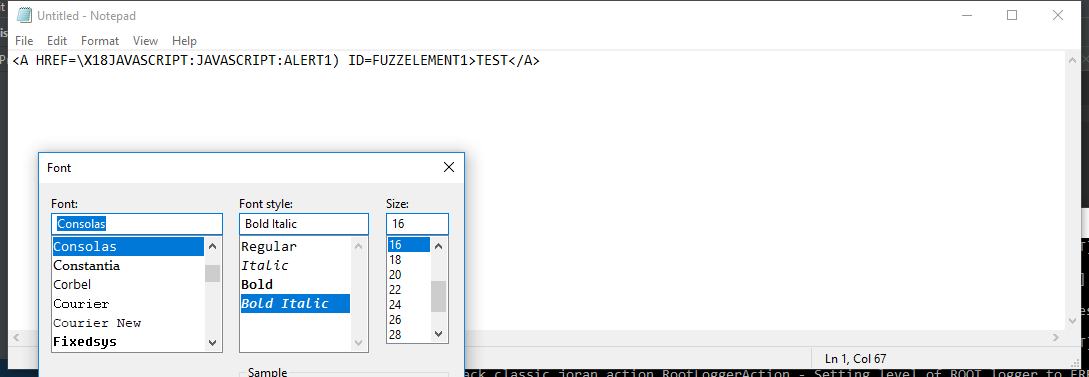 Untitled - Notepad
File Edit Format View Help
<A HREF=\X18JAVASCRIPT:JAVASCRIPT:ALERT1) ID=FUZZELEMENT1>TEST</A>
Font
Font: Font style: Size:
Consolas Bold Italic 16
Consolas Regular 16
Constantia Italic 18
Corbel Bold 20
Courier Bold Italic 22
Courier New 24
Fixedsys 26
28
Ln 1, Col 67
Sample
classic.joran.action.RootLoggerAction - Setting level of ROOT logger to